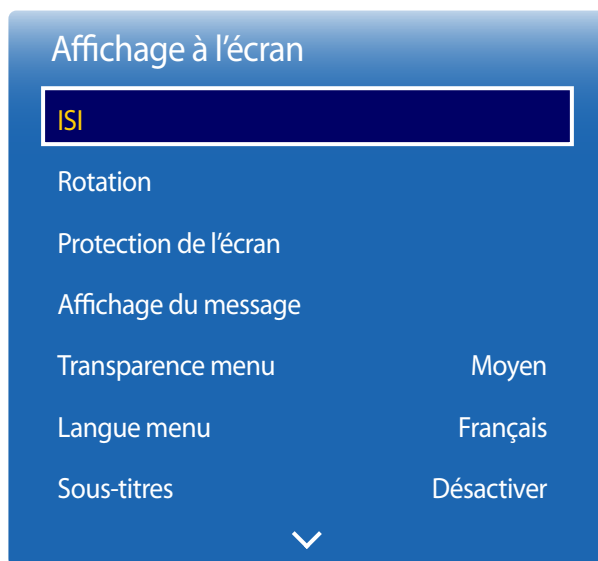 Affichage à l'écran
ISI
Rotation
Protection de l'écran
Affichage du message
Transparence menu Moyen
Langue menu Français
Sous-titres Désactiver